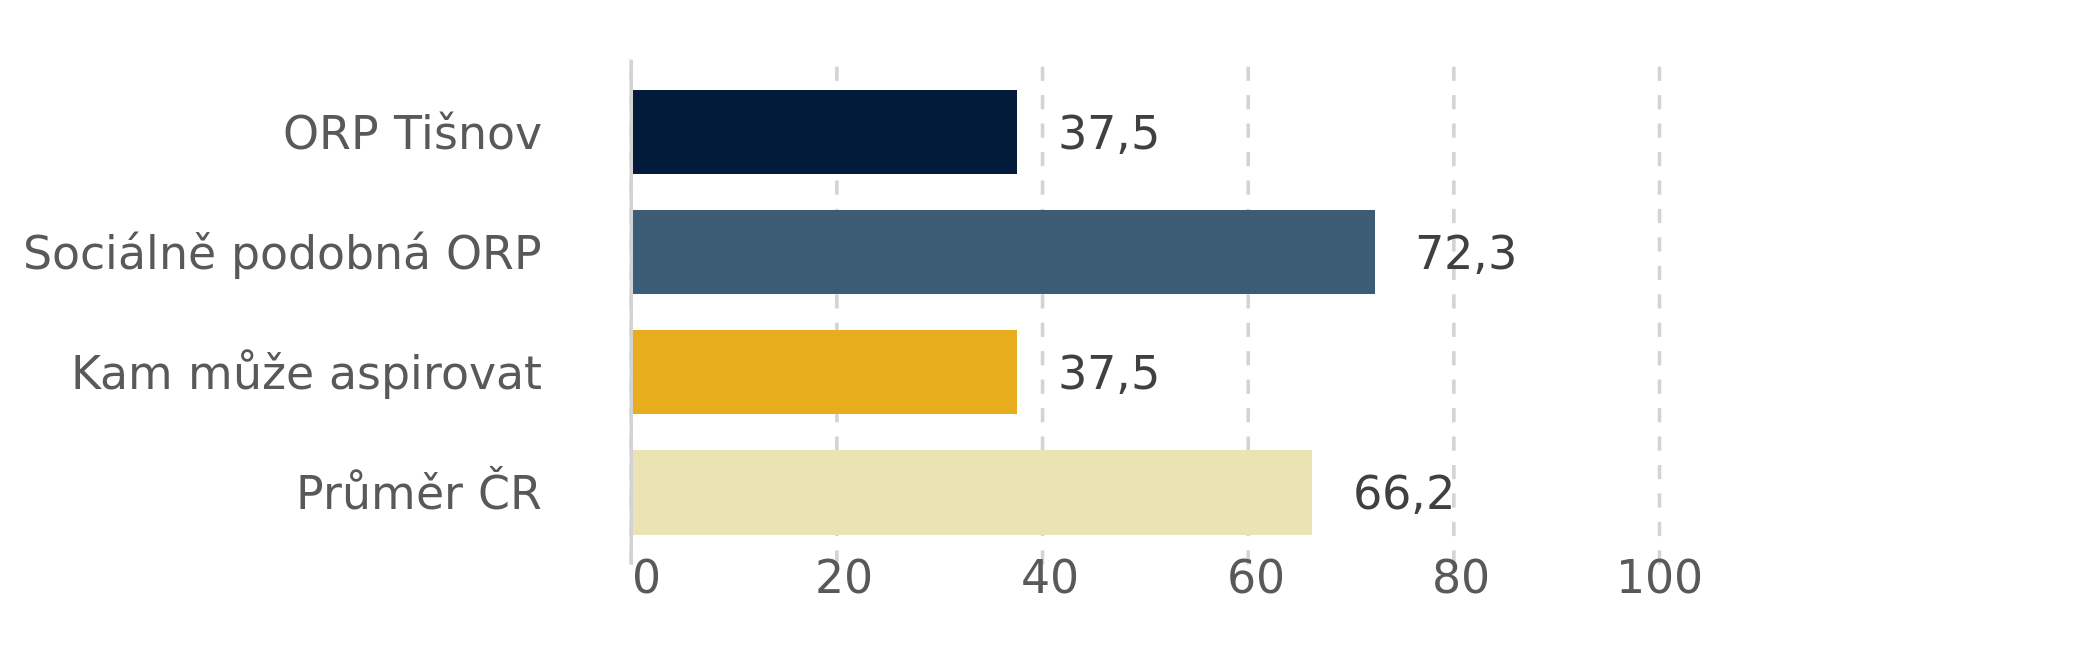 ORP Tišnov 37,5
Sociálně podobná ORP 72,3
Kam může aspirovat 37,5
Průměr ČR 66,2
0 20 40 60 80 100